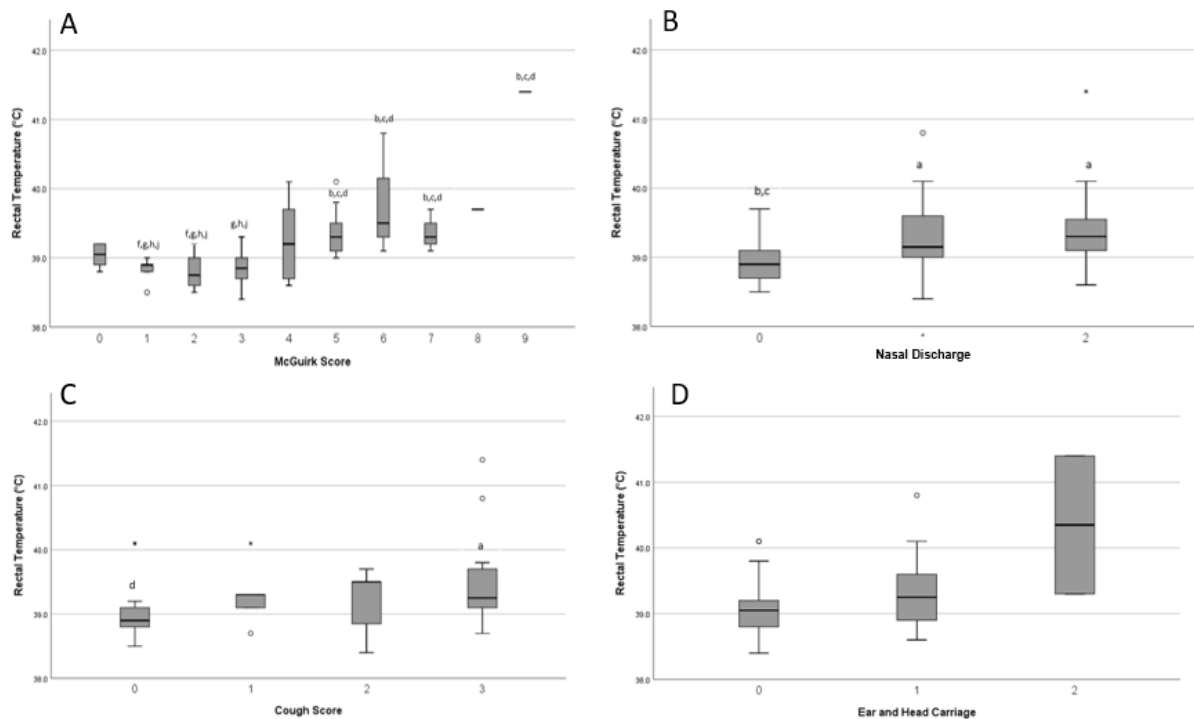 A
Rectal Temperature (°C)
42.0
41.0
40.0
39.0
38.0
f,g,h,j
f,g,h,j
g,h,j
b,c,d
b,c,d
b,c,d
b,c,d
0 1 2 3 4 5 6 7 8 9
McGuirk Score
B
Rectal Temperature (°C)
42.0
41.0
40.0
39.0
38.0
b,c
a
a
0 2
Nasal Discharge
C
Rectal Temperature (°C)
42.0
41.0
40.0
39.0
38.0
d
a
0 1 2 3
Cough Score
D
Rectal Temperature (°C)
42.0
41.0
40.0
39.0
38.0
0 1 2
Ear and Head Carriage